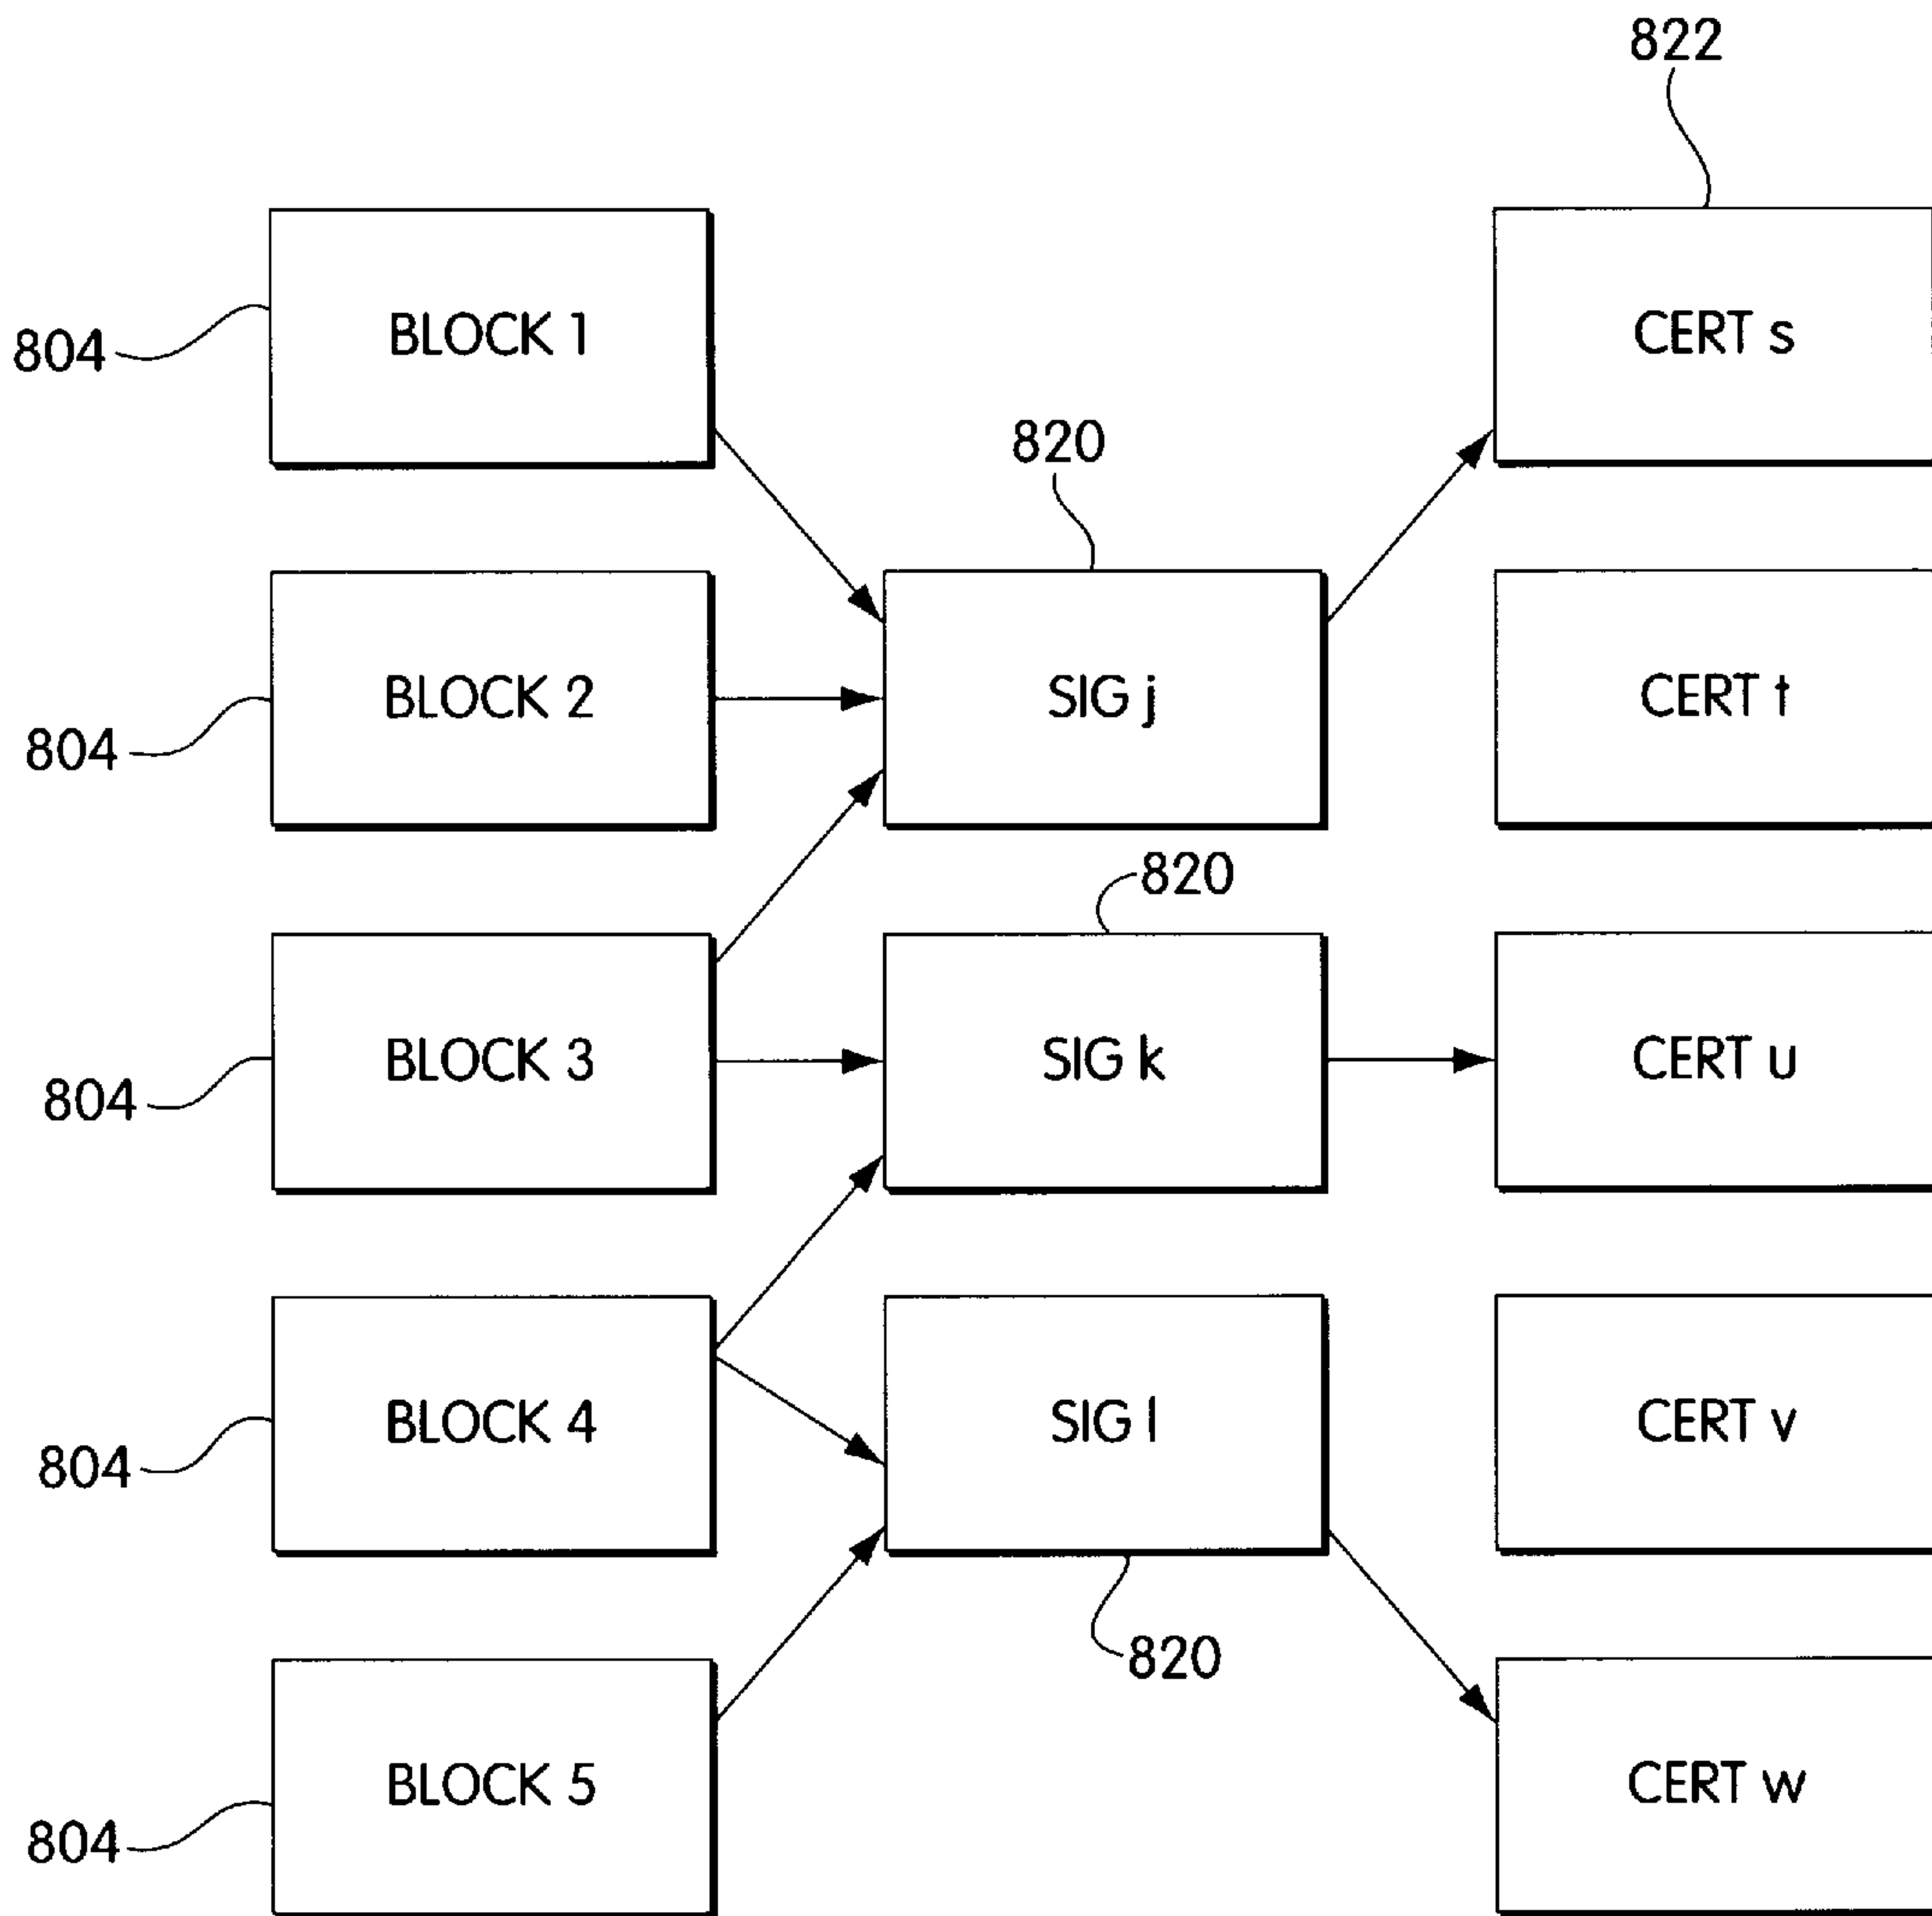 822
804
BLOCK 1
CERT s
820
804
BLOCK 2
SIG j
CERT t
820
804
BLOCK 3
SIG k
CERT u
804
BLOCK 4
SIG l
CERT v
820
804
BLOCK 5
CERT w